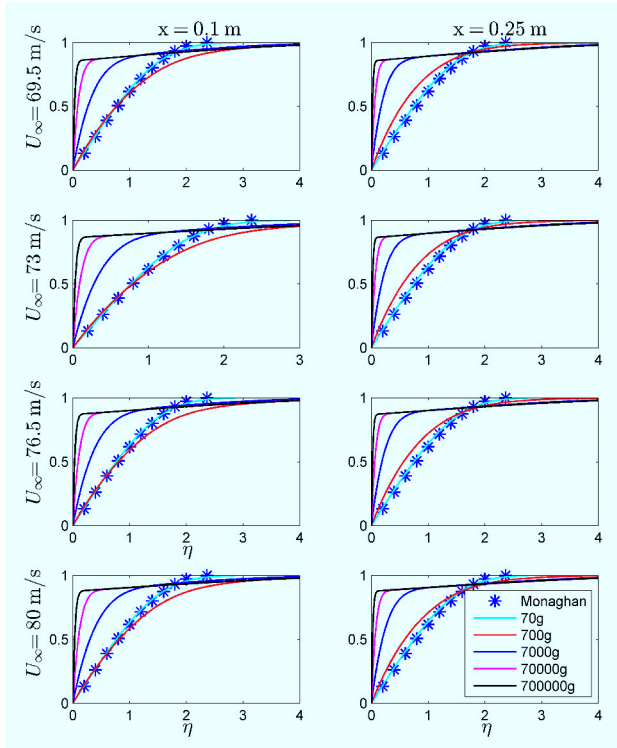 x = 0.1 m
x = 0.25 m
U∞= 69.5 m/s
1
0.5
0
0 1 2 3 4
1
0.5
0
0 1 2 3 4
U∞= 73 m/s
1
0.5
0
0 1 2 3
1
0.5
0
0 1 2 3 4
U∞= 76.5 m/s
1
0.5
0
0 1 2 3 4
η
1
0.5
0
0 1 2 3 4
U∞= 80 m/s
1
0.5
0
0 1 2 3 4
η
1
0.5
0
0 1 2 3 4
η
Monaghan
70g
700g
7000g
70000g
700000g